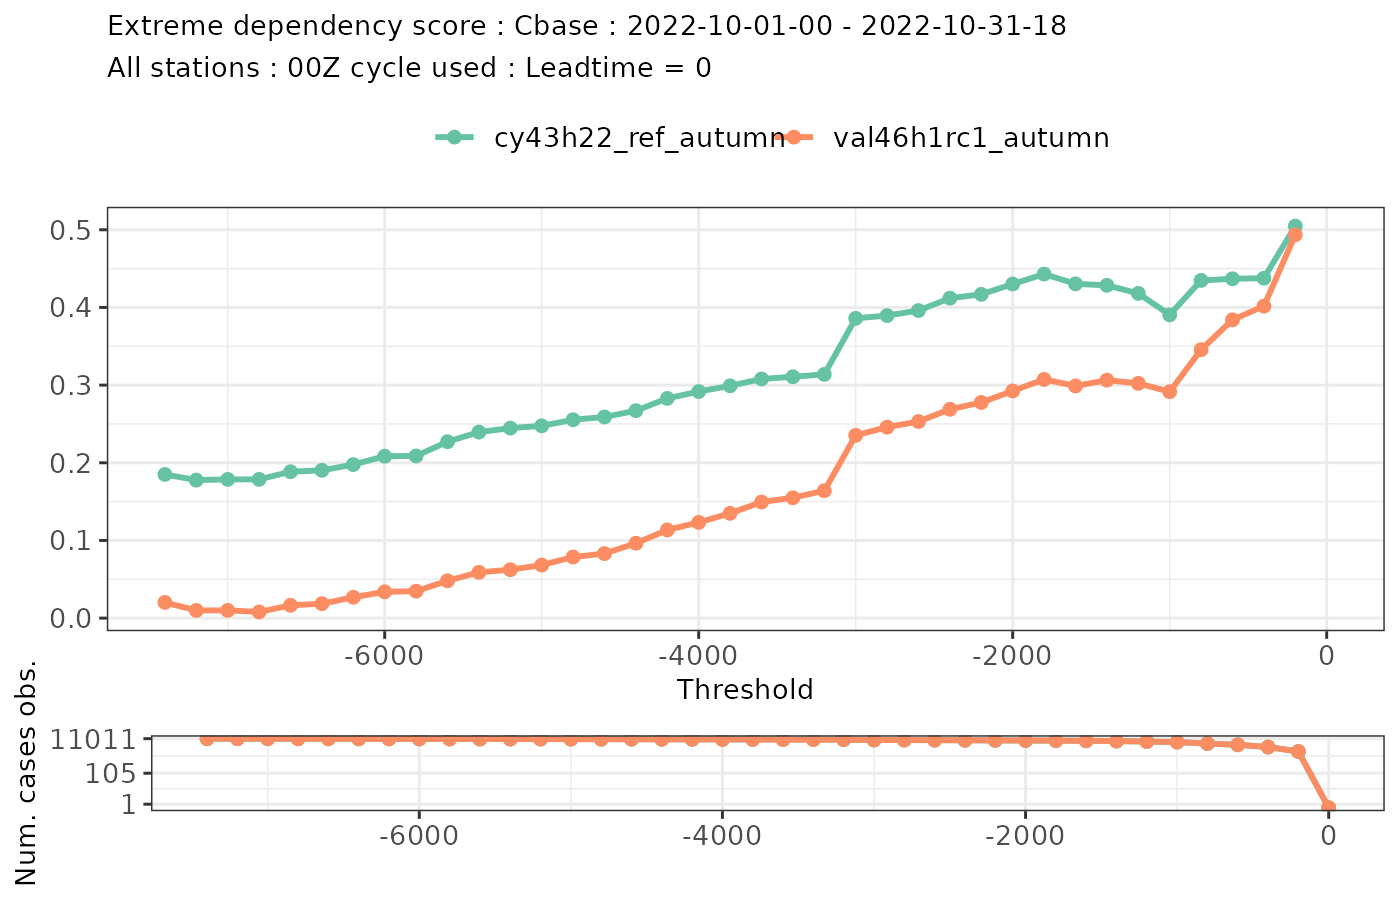 Extreme dependency score : Cbase : 2022-10-01-00 - 2022-10-31-18
All stations : 00Z cycle used : Leadtime = 0
cy43h22_ref_autumn val46h1rc1_autumn
0.5
0.4
0.3
0.2
0.1
0.0
-6000 -4000 -2000 0
Threshold
Num. cases obs.
11011
105
1
-6000 -4000 -2000 0